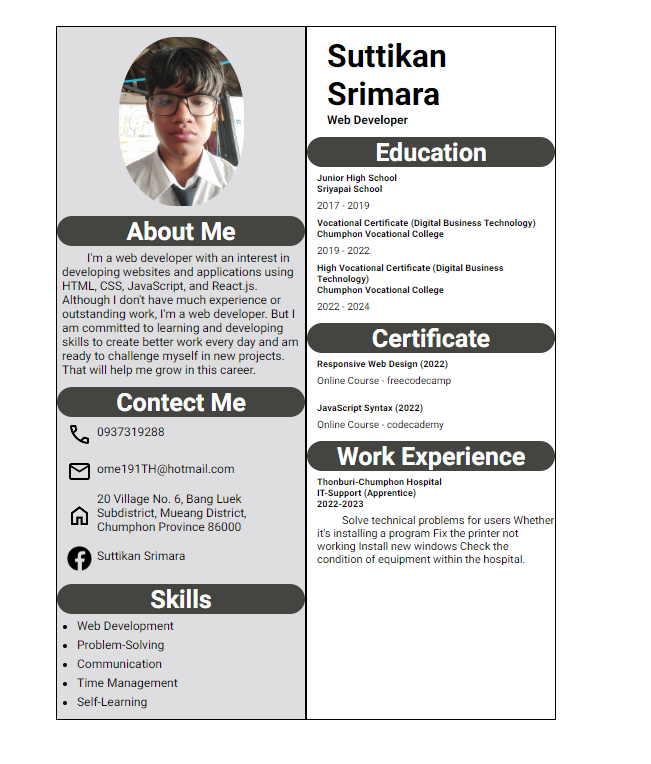 About Me
I'm a web developer with an interest in
developing websites and applications using
HTML, CSS, JavaScript, and React.js.
Although I don't have much experience or
outstanding work, I'm a web developer. But I
am committed to learning and developing
skills to create better work every day and am
ready to challenge myself in new projects.
That will help me grow in this career.
Contect Me
0937319288
ome191TH@hotmail.com
20 Village No. 6, Bang Luek
Subdistrict, Mueang District,
Chumphon Province 86000
Suttikan Srimara
Skills
Web Development
Problem-Solving
Communication
Time Management
Self-Learning
Suttikan
Srimara
Web Developer
Education
Junior High School
Sriyapai School
2017 - 2019
Vocational Certificate (Digital Business Technology)
Chumphon Vocational College
2019 - 2022
High Vocational Certificate (Digital Business
Technology)
Chumphon Vocational College
2022 - 2024
Certificate
Responsive Web Design (2022)
Online Course - freecodecamp
JavaScript Syntax (2022)
Online Course - codecademy
Work Experience
Thonburi-Chumphon Hospital
IT-Support (Apprentice)
2022-2023
Solve technical problems for users Whether
it's installing a program Fix the printer not
working Install new windows Check the
condition of equipment within the hospital.